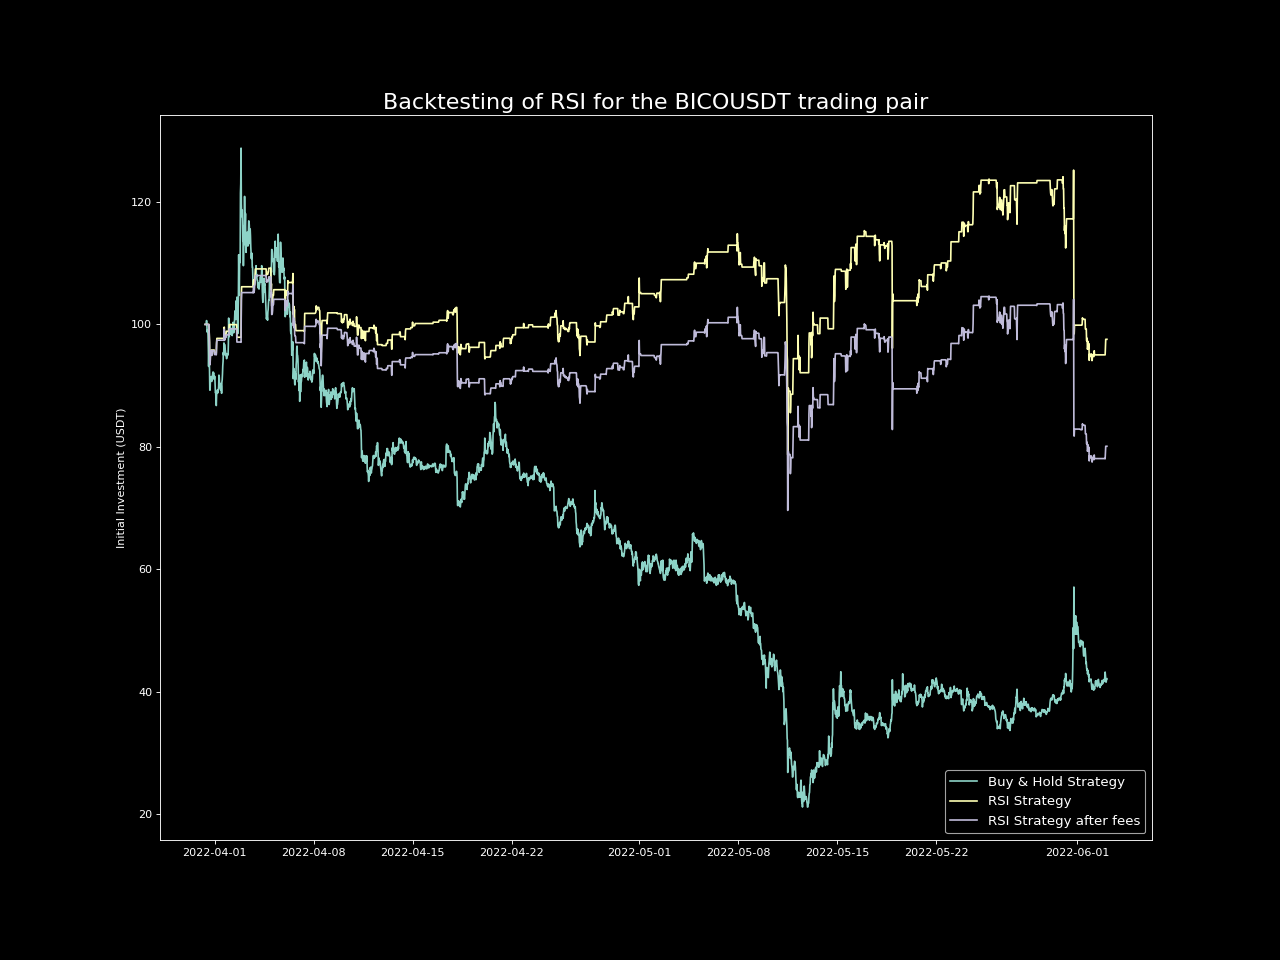 Backtesting of RSI for the BICOUSDT trading pair
Initial Investment (USDT)
120
100
80
60
40
20
2022-04-01 2022-04-08 2022-04-15 2022-04-22 2022-05-01 2022-05-08 2022-05-15 2022-05-22 2022-06-01
Buy & Hold Strategy
RSI Strategy
RSI Strategy after fees